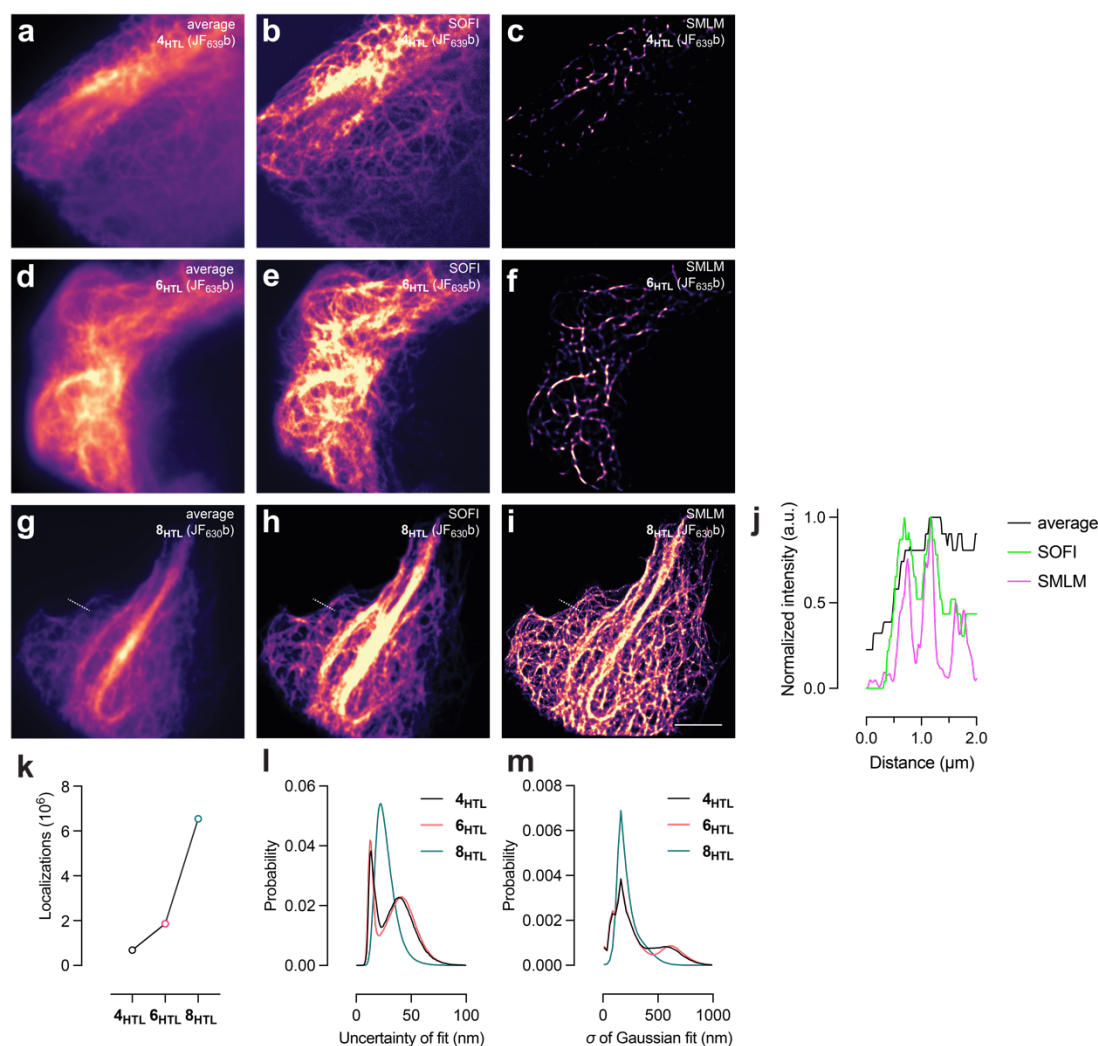 a
average
4HTL (JF639b)
b
SOFI
4HTL (JF639b)
c
SMLM
4HTL (JF639b)
d
average
6HTL (JF635b)
e
SOFI
6HTL (JF635b)
f
SMLM
6HTL (JF635b)
g
average
8HTL (JF630b)
h
SOFI
8HTL (JF630b)
i
SMLM
8HTL (JF630b)
j
Normalized intensity (a.u.)
1.0
0.5
0.0
0.0 1.0 2.0
Distance (µm)
average
SOFI
SMLM
k
Localizations (10⁶)
8
6
4
2
0
4HTL 6HTL 8HTL
l
Probability
0.06
0.04
0.02
0.00
0 50 100
Uncertainty of fit (nm)
4HTL
6HTL
8HTL
m
Probability
0.008
0.006
0.004
0.002
0.000
0 500 1000
σ of Gaussian fit (nm)
4HTL
6HTL
8HTL